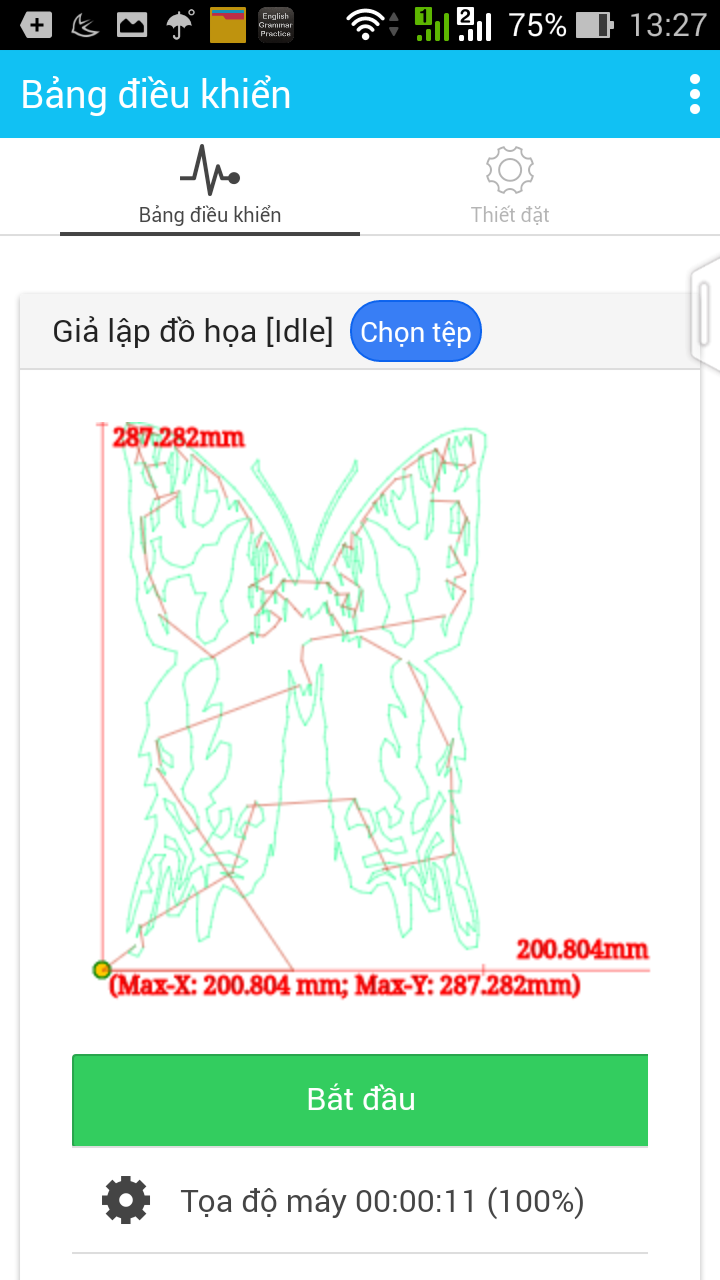 English
Grammar
Practice
1
2
75%
13:27
Bảng điều khiển
Bảng điều khiển
Thiết đặt
Giả lập đồ họa [Idle]
Chọn tệp
287.282mm
200.804mm
(Max-X: 200.804 mm; Max-Y: 287.282mm)
Bắt đầu
Tọa độ máy 00:00:11 (100%)